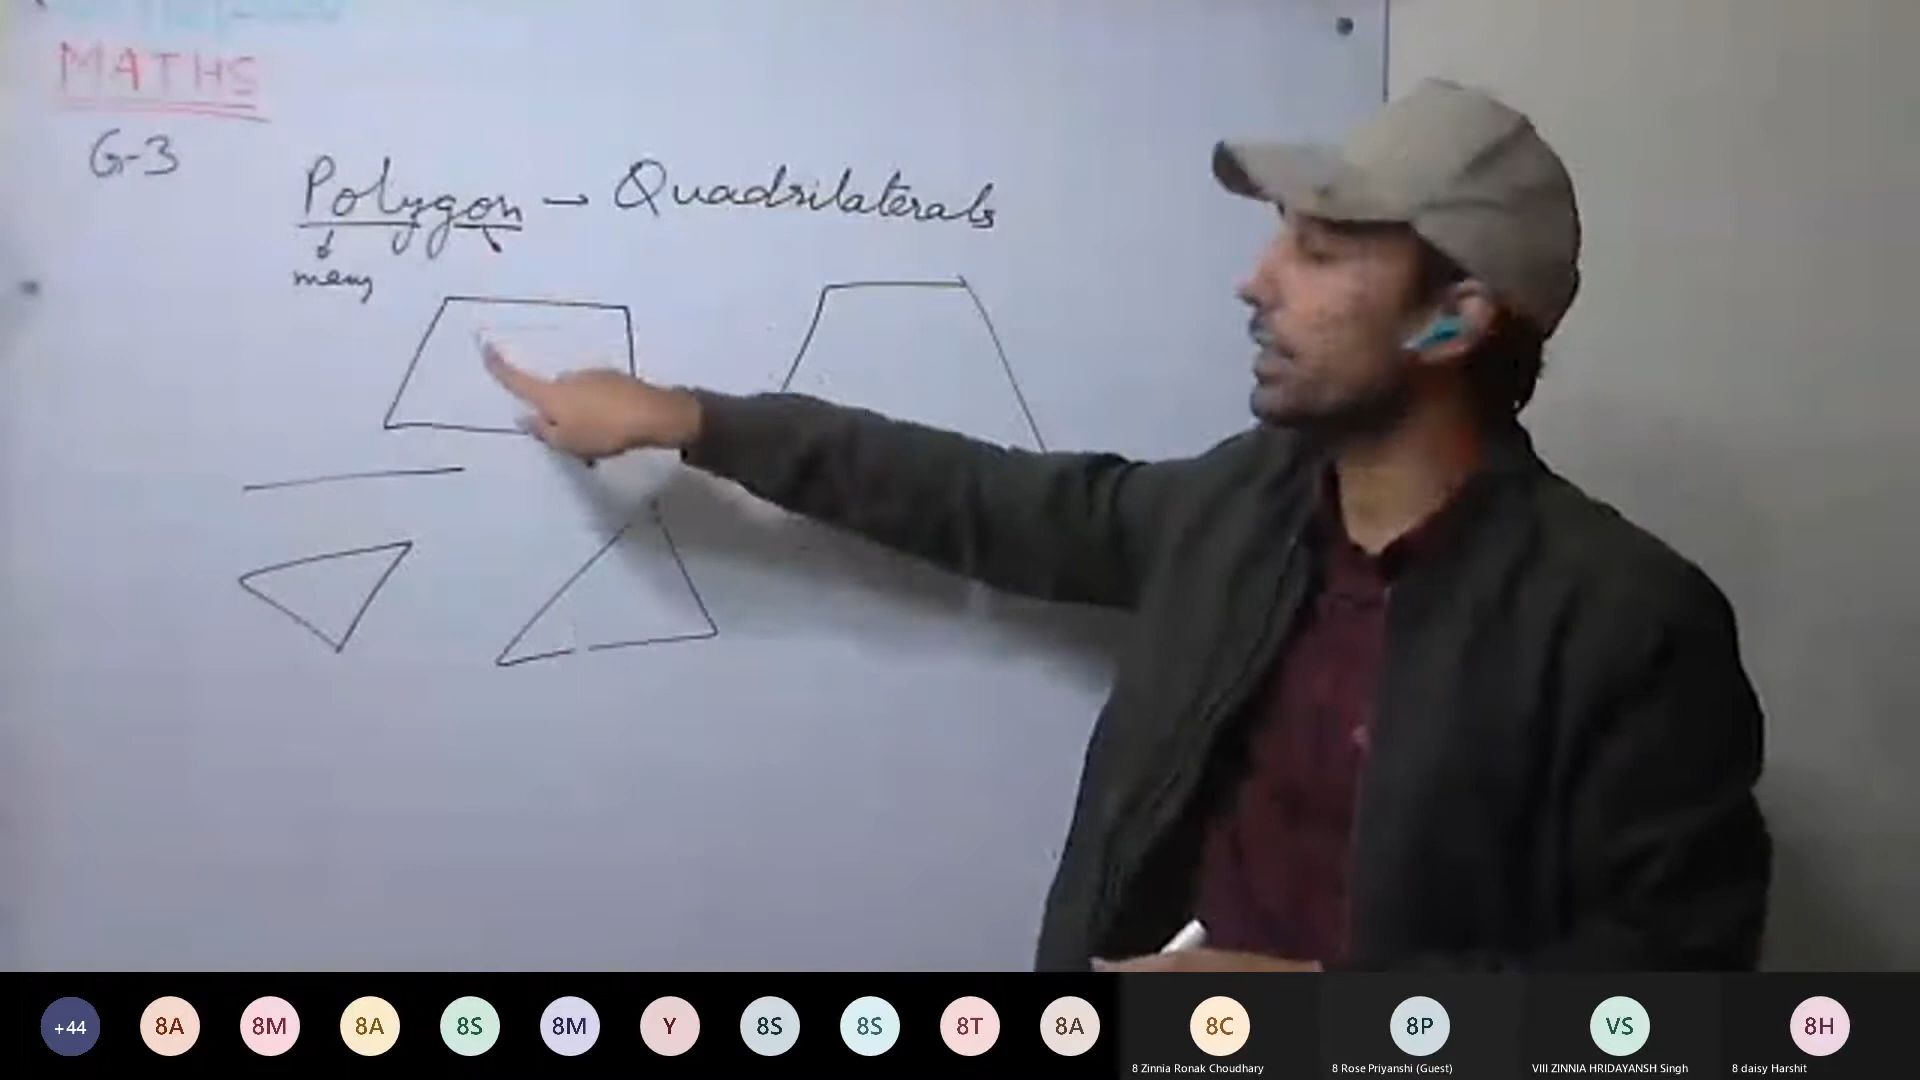 MATHS
G-3
Polygon → Quadrilaterals
many
+44
8A
8M
8A
8S
8M
Y
8S
8S
8T
8A
8C
8P
VS
8H
8 Zinnia Ronak Choudhary
8 Rose Priyanshi (Guest)
VIII ZINNIA HRIDAYANSH Singh
8 daisy Harshit